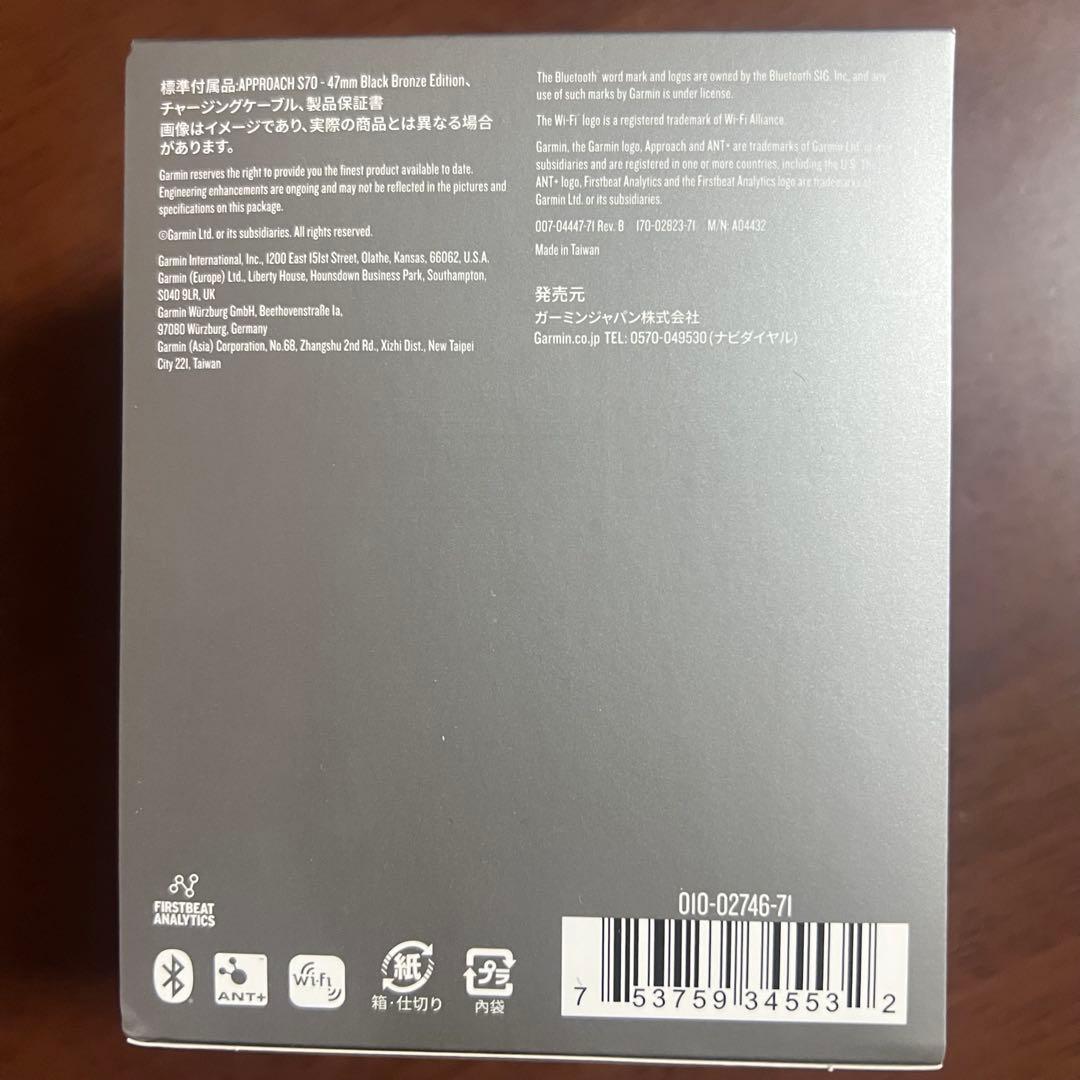 標準付属品:APPROACH S70 - 47mm Black Bronze Edition、
チャージングケーブル、製品保証書
画像はイメージであり、実際の商品とは異なる場合
があります。
Garmin reserves the right to provide you the finest product available to date.
Engineering enhancements are ongoing and may not be reflected in the pictures and
specifications on this package.
©Garmin Ltd. or its subsidiaries. All rights reserved.
Garmin International, Inc., 1200 East 151st Street, Olathe, Kansas, 66062, U.S.A.
Garmin (Europe) Ltd., Liberty House, Hounsdown Business Park, Southampton,
SO40 9LR, UK
Garmin Würzburg GmbH, Beethovenstraße 1a,
97080 Würzburg, Germany
Garmin (Asia) Corporation, No.68, Zhangshu 2nd Rd., Xizhi Dist., New Taipei
City 221, Taiwan
The Bluetooth® word mark and logos are owned by the Bluetooth SIG, Inc. and any
use of such marks by Garmin is under license.
The Wi-Fi® logo is a registered trademark of Wi-Fi Alliance.
Garmin, the Garmin logo, Approach and ANT+ are trademarks of Garmin Ltd. or its
subsidiaries and are registered in one or more countries, including the U.S. The
ANT+ logo, Firstbeat Analytics and the Firstbeat Analytics logo are trademarks of
Garmin Ltd. or its subsidiaries.
007-04447-71 Rev. B 170-02823-71 M/N: A04432
Made in Taiwan
発売元
ガーミンジャパン株式会社
Garmin.co.jp TEL: 0570-049530 (ナビダイヤル)
FIRSTBEAT
ANALYTICS
ANT+
Wi-Fi
紙
箱・仕切り
プラ
内袋
010-02746-71
7 53759 34553 2